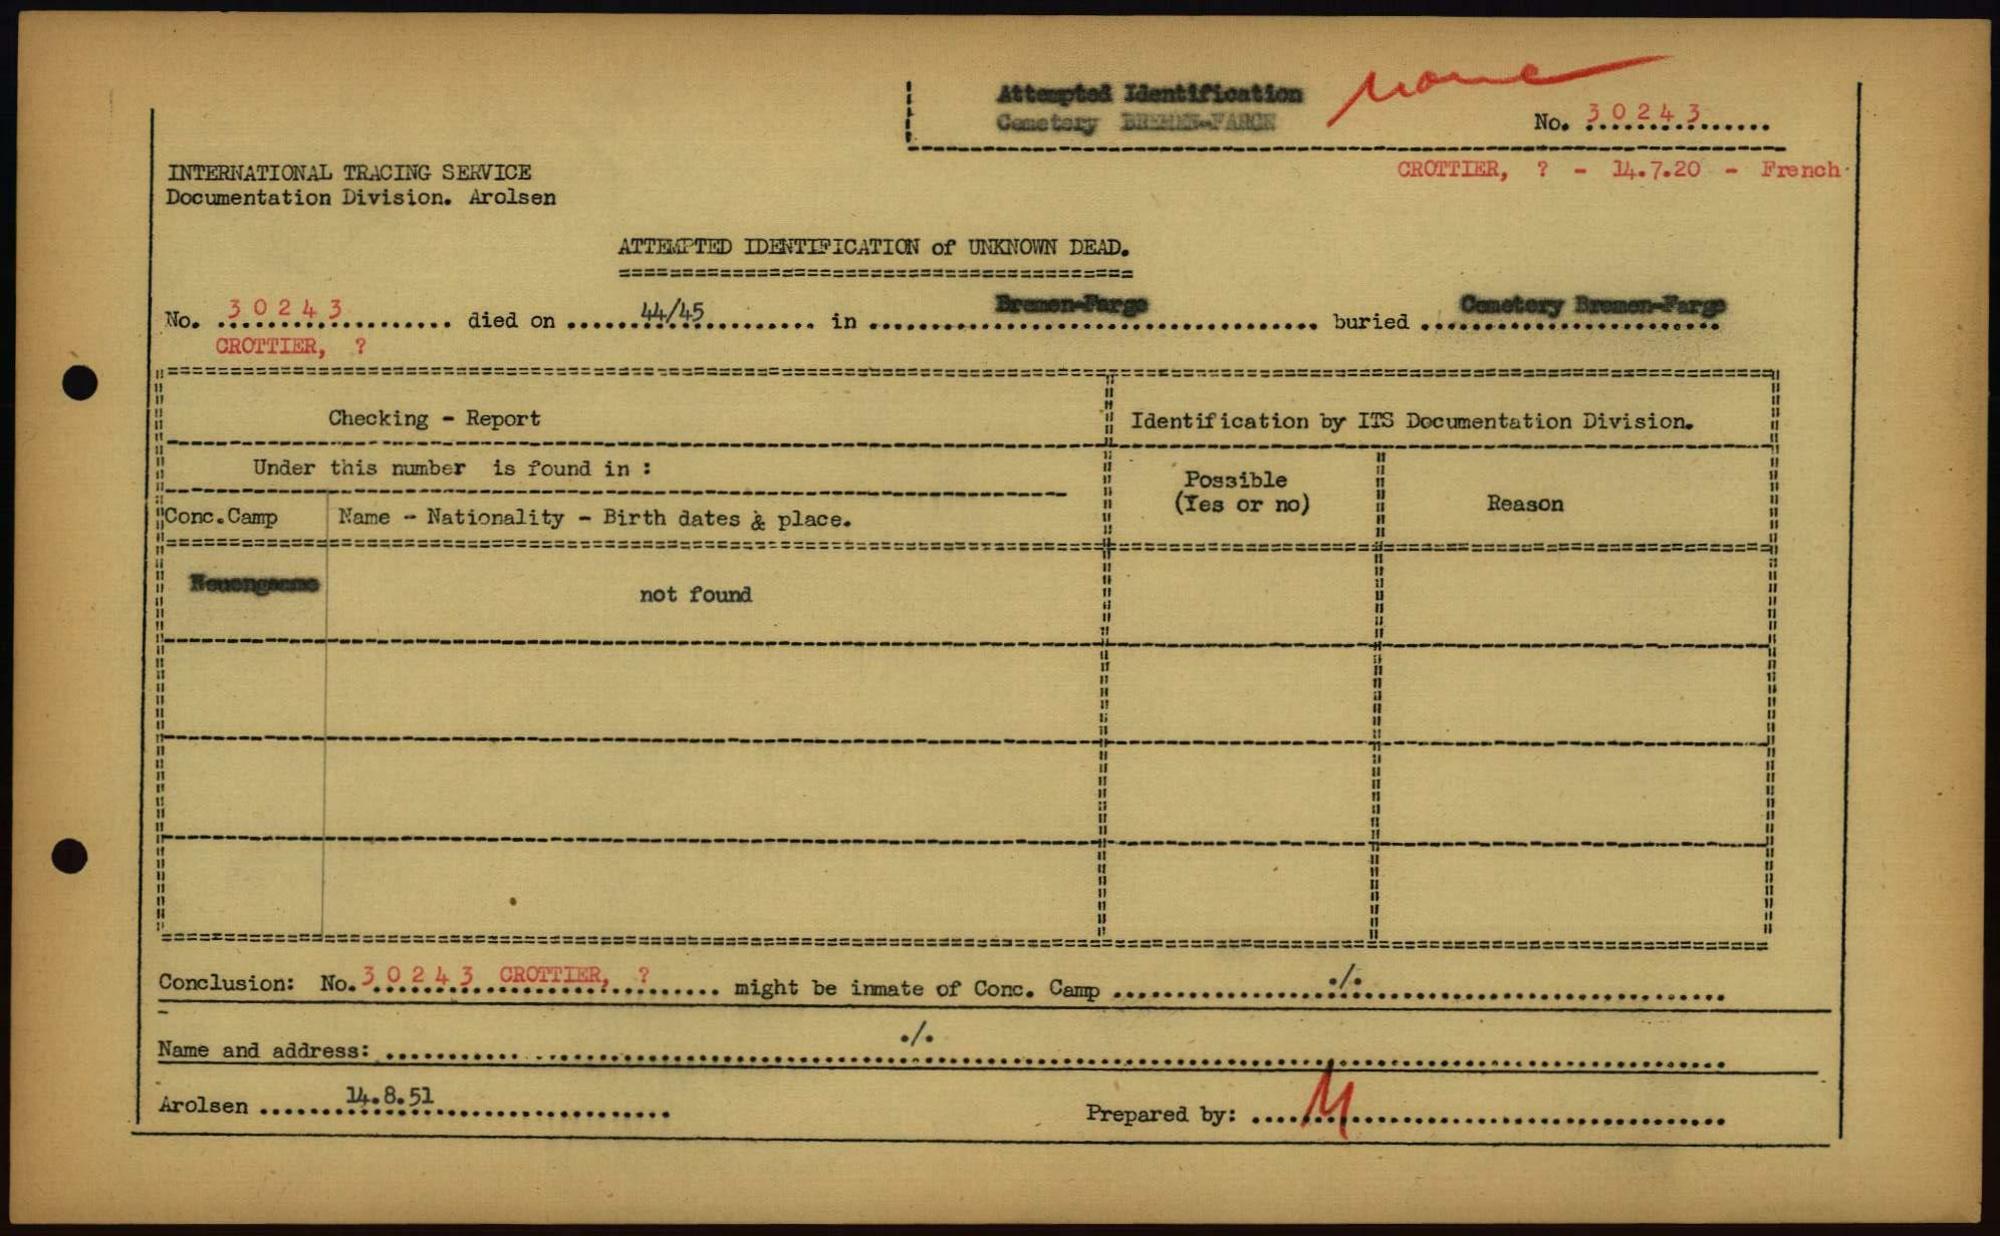 Attempted Identification
Cemetery BREMEN-FARGE
none
No. 30243
CROTTIER, ? - 14.7.20 - French
INTERNATIONAL TRACING SERVICE
Documentation Division. Arolsen
ATTEMPTED IDENTIFICATION of UNKNOWN DEAD.
No. 30243 died on 44/45 in Bremen-Farge buried Cemetery Bremen-Farge
CROTTIER, ?
Checking - Report
Identification by ITS Documentation Division.
Under this number is found in :
Possible
(Yes or no)
Reason
Conc.Camp
Name - Nationality - Birth dates & place.
Neuengamme
not found
Conclusion: No. 30243 CROTTIER, ? might be inmate of Conc. Camp ./.
Name and address: ./.
Arolsen 14.8.51
Prepared by: